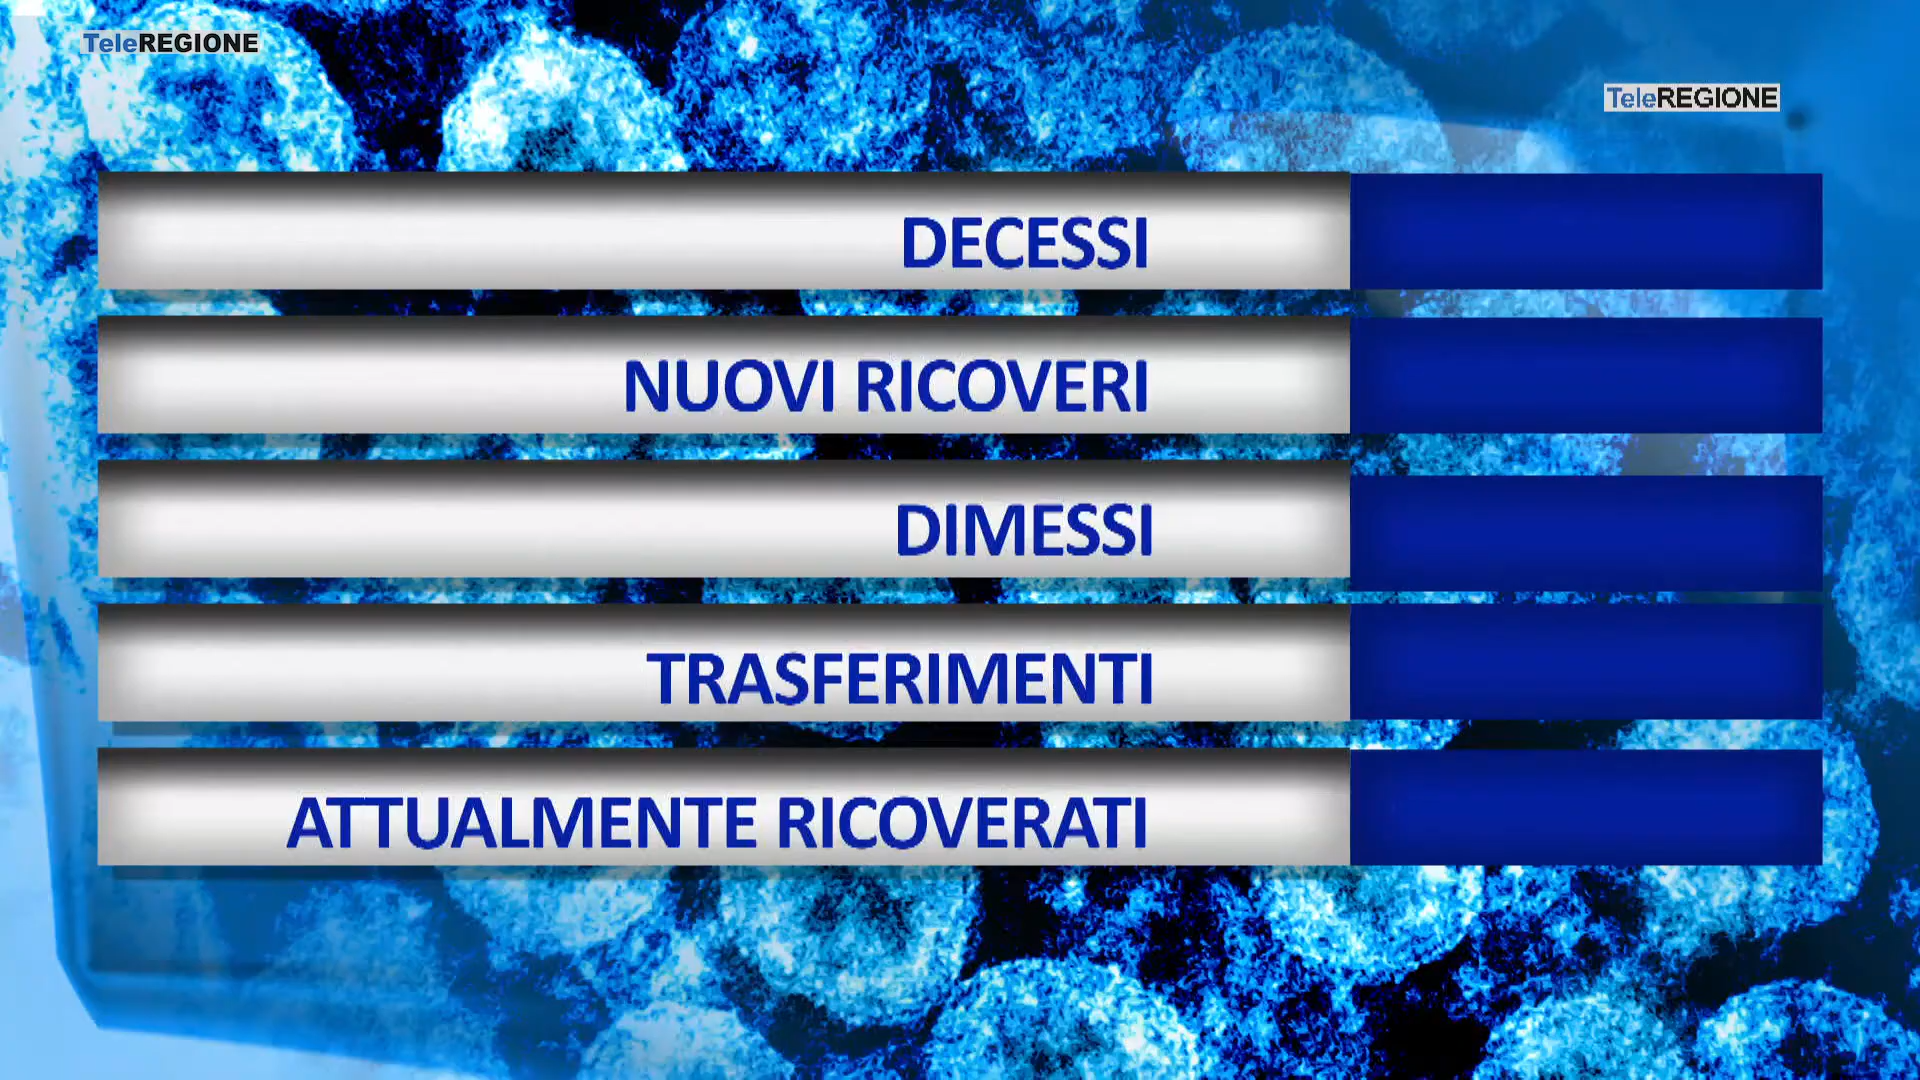 TeleREGIONE
TeleREGIONE
DECESSI
NUOVI RICOVERI
DIMESSI
TRASFERIMENTI
ATTUALMENTE RICOVERATI